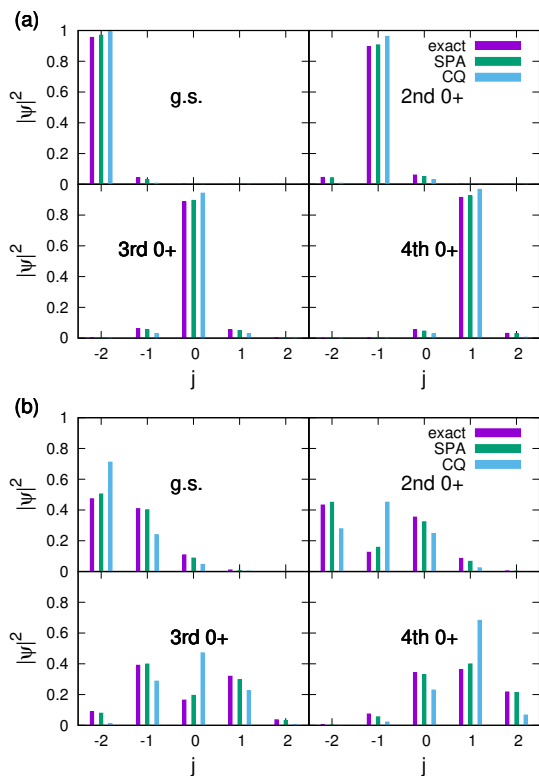 (a)
1
0.8
0.6
0.4
0.2
0
|ψ|²
g.s.
exact
SPA
CQ
2nd 0+
0.8
0.6
0.4
0.2
0
|ψ|²
3rd 0+
4th 0+
-2 -1 0 1 2
-2 -1 0 1 2
j
j
(b)
1
0.8
0.6
0.4
0.2
0
|ψ|²
g.s.
exact
SPA
CQ
2nd 0+
0.8
0.6
0.4
0.2
0
|ψ|²
3rd 0+
4th 0+
-2 -1 0 1 2
-2 -1 0 1 2
j
j